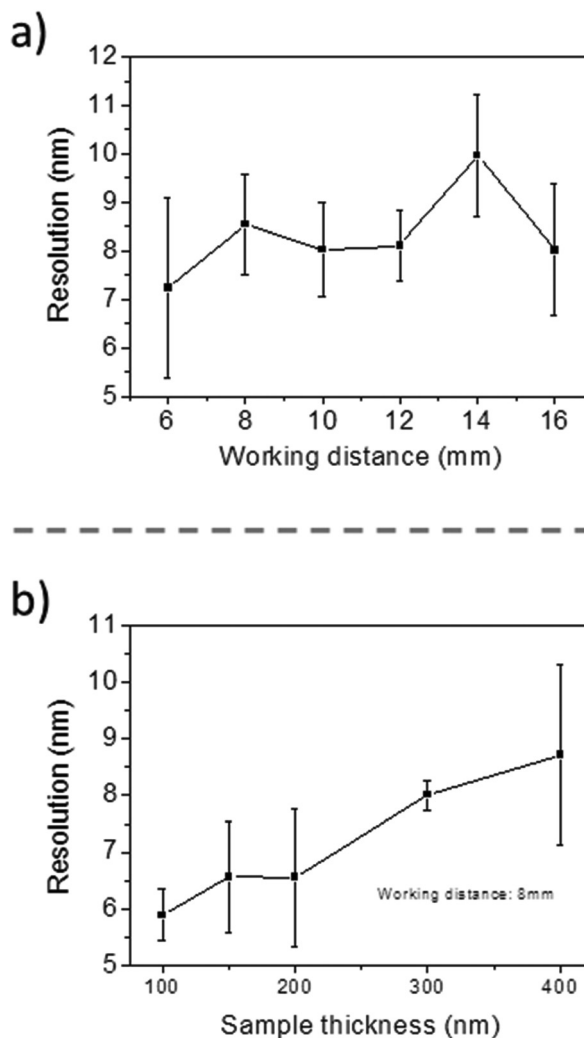 a)
12
11
10
9
8
7
6
5
Resolution (nm)
6 8 10 12 14 16
Working distance (mm)
b)
11
10
9
8
7
6
5
Resolution (nm)
Working distance: 8mm
100 200 300 400
Sample thickness (nm)